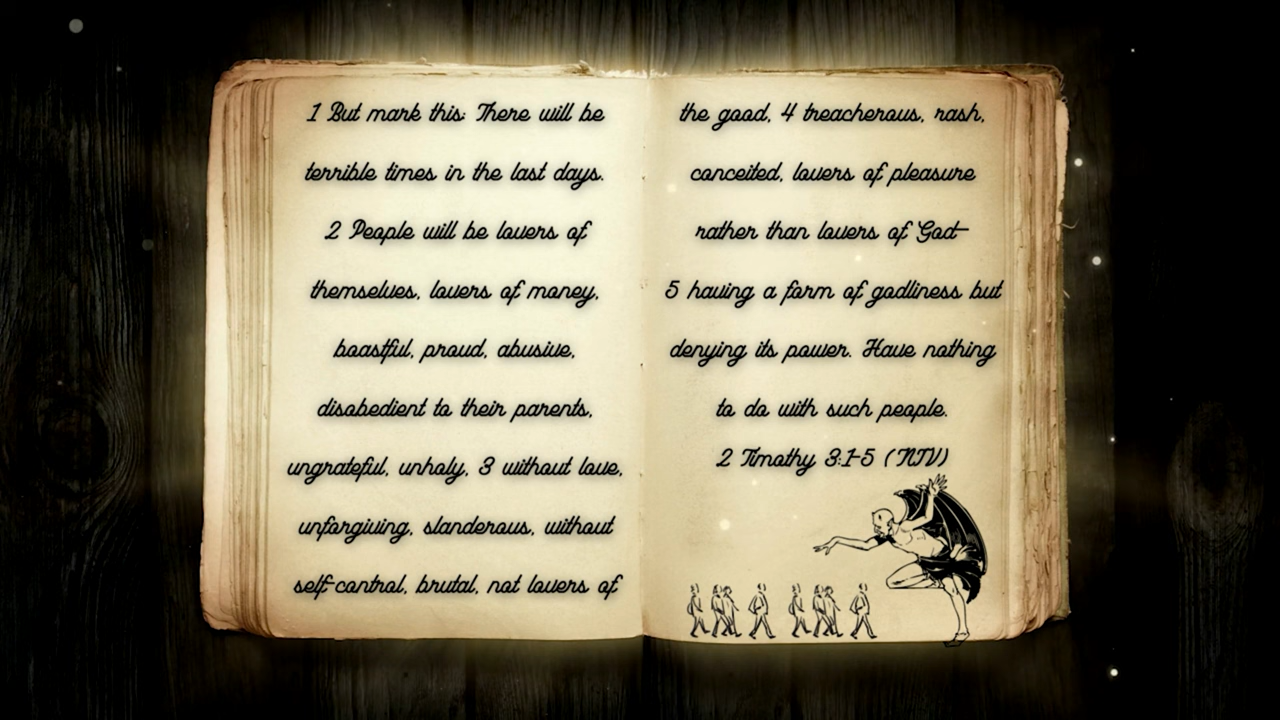 1 But mark this: There will be
terrible times in the last days.
2 People will be lovers of
themselves, lovers of money,
boastful, proud, abusive,
disobedient to their parents,
ungrateful, unholy, 3 without love,
unforgiving, slanderous, without
self-control, brutal, not lovers of
the good, 4 treacherous, rash,
conceited, lovers of pleasure
rather than lovers of God—
5 having a form of godliness but
denying its power. Have nothing
to do with such people.
2 Timothy 3:1-5 (NIV)